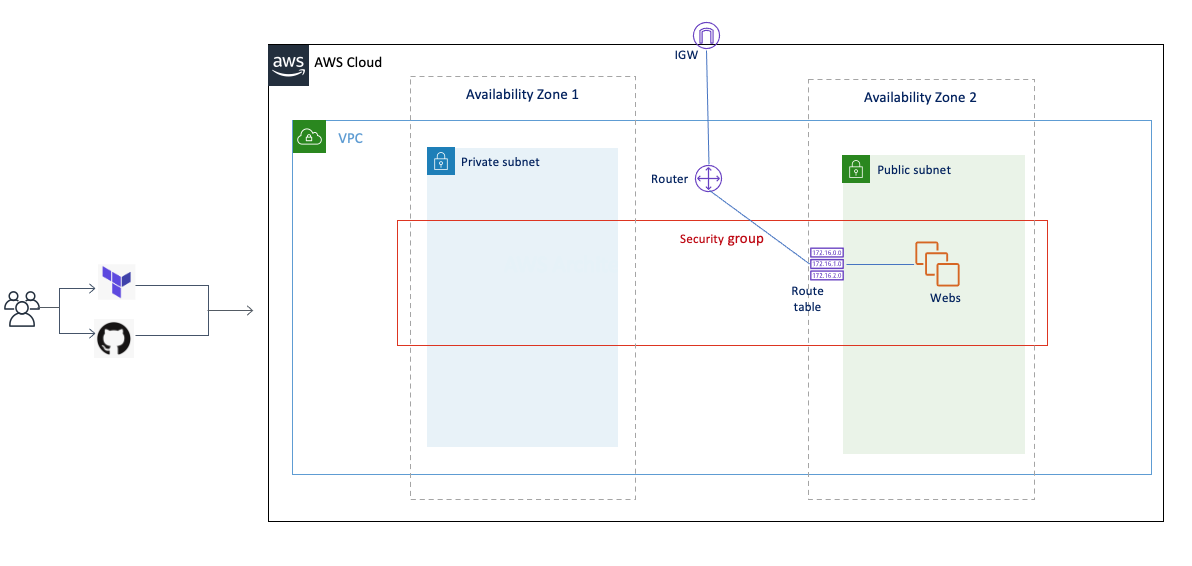 IGW
aws
AWS Cloud
Availability Zone 1
Availability Zone 2
VPC
Private subnet
Public subnet
Router
Security group
172.16.0.0
172.16.1.0
172.16.2.0
Route
table
Webs